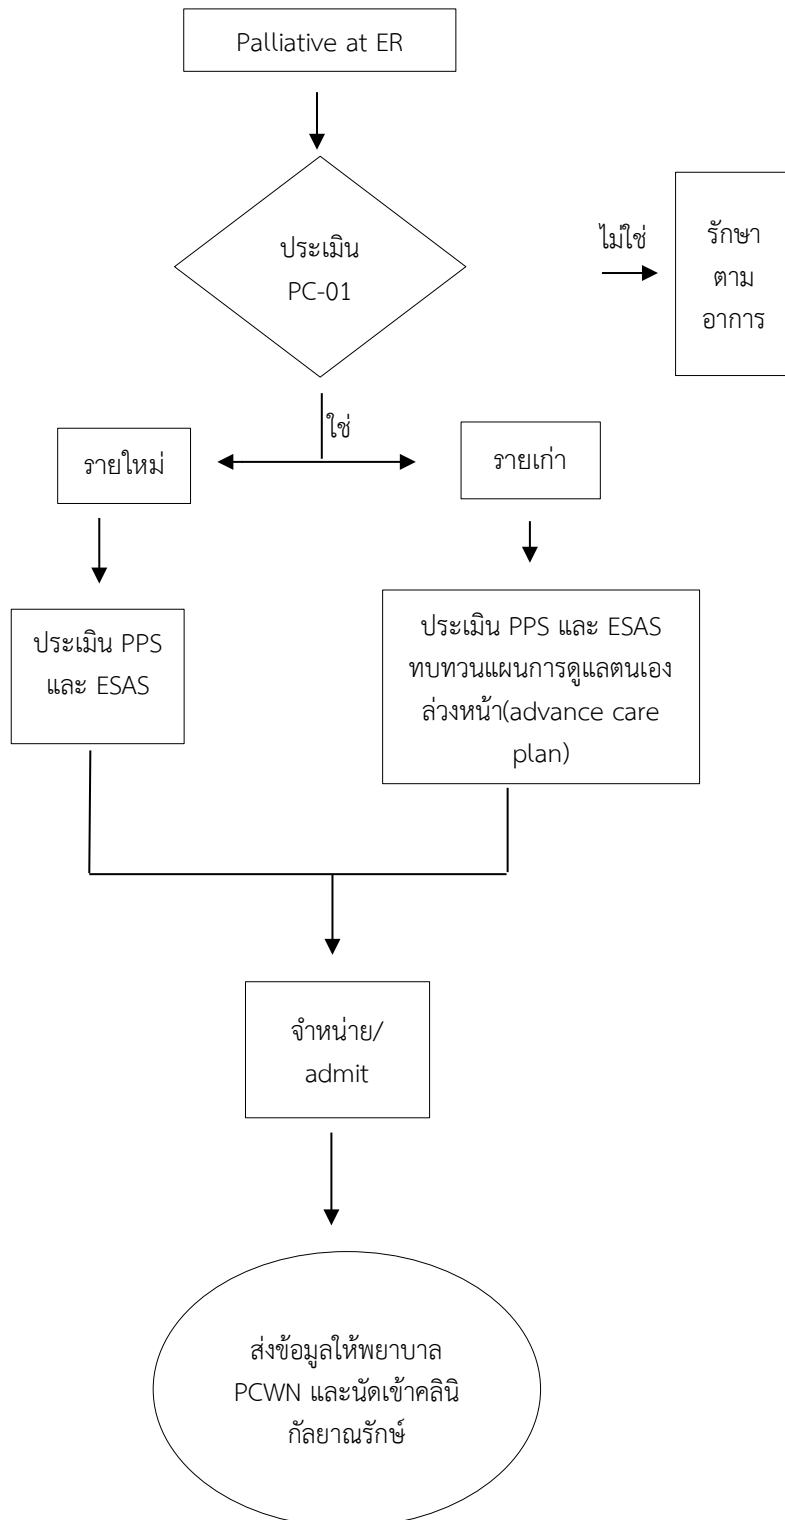 Palliative at ER
ประเมิน
PC-01
ไม่ใช่
รักษา
ตาม
อาการ
ใช่
รายใหม่
รายเก่า
ประเมิน PPS
และ ESAS
ประเมิน PPS และ ESAS
ทบทวนแผนการดูแลตนเอง
ล่วงหน้า(advance care
plan)
จำหน่าย/
admit
ส่งข้อมูลให้พยาบาล
PCWN และนัดเข้าคลินิ
กัลยาณรักษ์